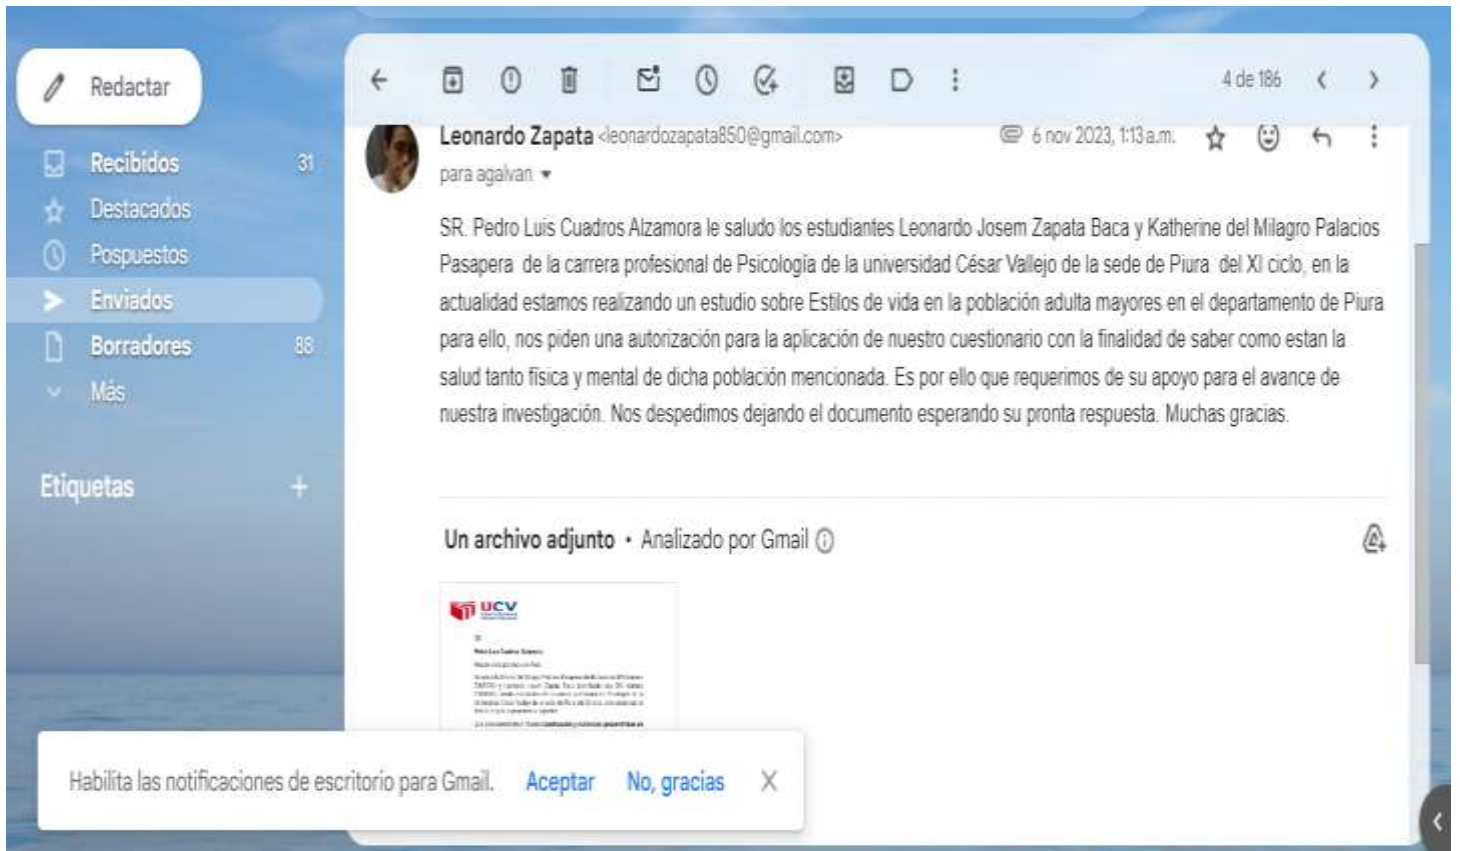 Redactar
4 de 186
Recibidos 31
Destacados
Pospuestos
Enviados
Borradores 88
Más
Etiquetas
Leonardo Zapata <leonardozapata850@gmail.com>
6 nov 2023, 1:13 a.m.
para agalvan
SR. Pedro Luis Cuadros Alzamora le saludo los estudiantes Leonardo Josem Zapata Baca y Katherine del Milagro Palacios
Pasapera de la carrera profesional de Psicología de la universidad César Vallejo de la sede de Piura del XI ciclo, en la
actualidad estamos realizando un estudio sobre Estilos de vida en la población adulta mayores en el departamento de Piura
para ello, nos piden una autorización para la aplicación de nuestro cuestionario con la finalidad de saber como estan la
salud tanto física y mental de dicha población mencionada. Es por ello que requerimos de su apoyo para el avance de
nuestra investigación. Nos despedimos dejando el documento esperando su pronta respuesta. Muchas gracias.
Un archivo adjunto • Analizado por Gmail
UCV
Habilita las notificaciones de escritorio para Gmail. Aceptar No, gracias